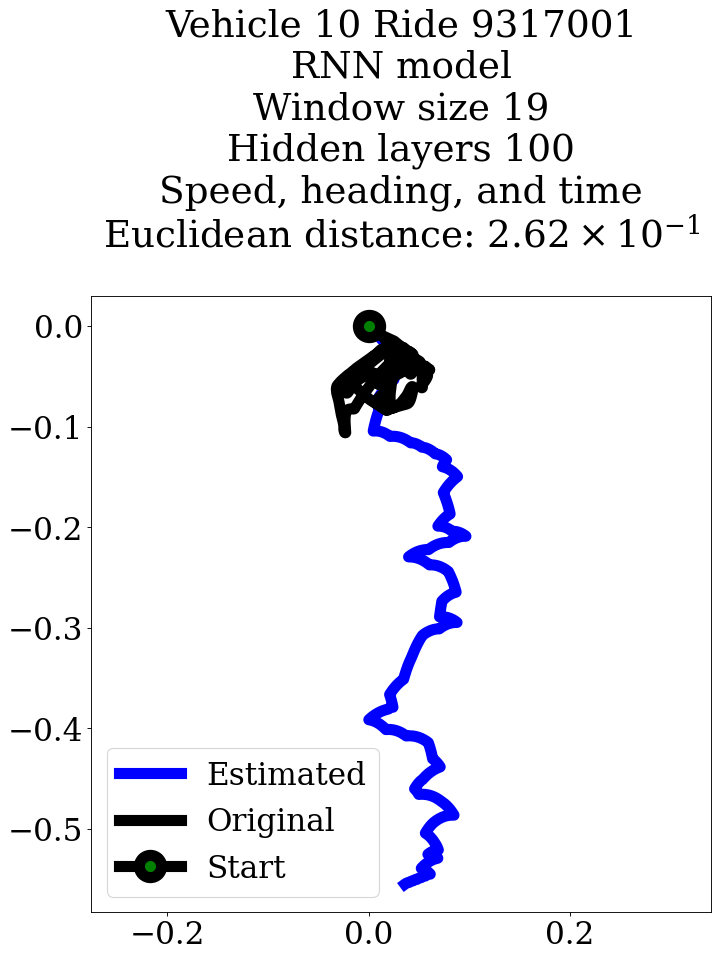 Vehicle 10 Ride 9317001
RNN model
Window size 19
Hidden layers 100
Speed, heading, and time
Euclidean distance: 2.62 × 10⁻¹
0.0
−0.1
−0.2
−0.3
−0.4
−0.5
Estimated
Original
Start
−0.2
0.0
0.2